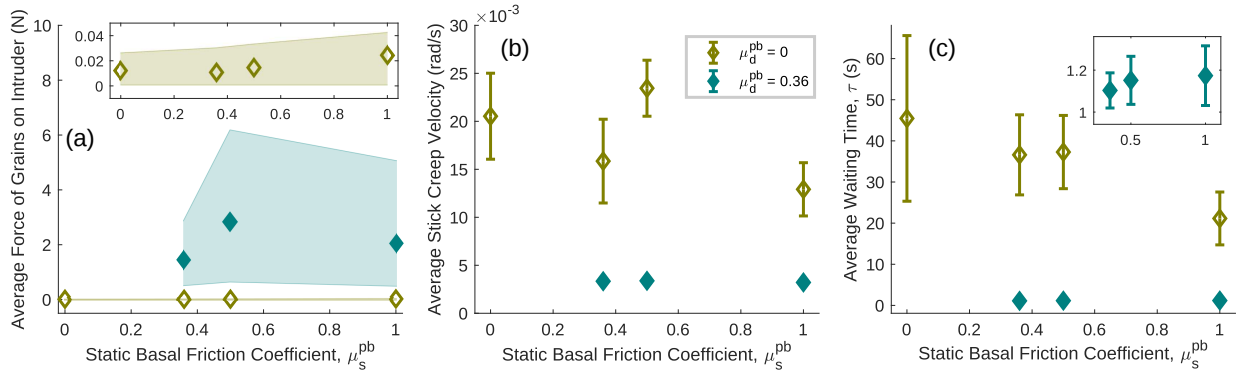 Average Force of Grains on Intruder (N)
10
8
6
4
2
0
0.04
0.02
0
0 0.2 0.4 0.6 0.8 1
(a)
0 0.2 0.4 0.6 0.8 1
Static Basal Friction Coefficient, μ_s^pb
×10^-3
Average Stick Creep Velocity (rad/s)
30
25
20
15
10
5
0
(b)
μ_d^pb = 0
μ_d^pb = 0.36
0 0.2 0.4 0.6 0.8 1
Static Basal Friction Coefficient, μ_s^pb
Average Waiting Time, τ (s)
60
50
40
30
20
10
0
(c)
1.2
1
0.5 1
0 0.2 0.4 0.6 0.8 1
Static Basal Friction Coefficient, μ_s^pb